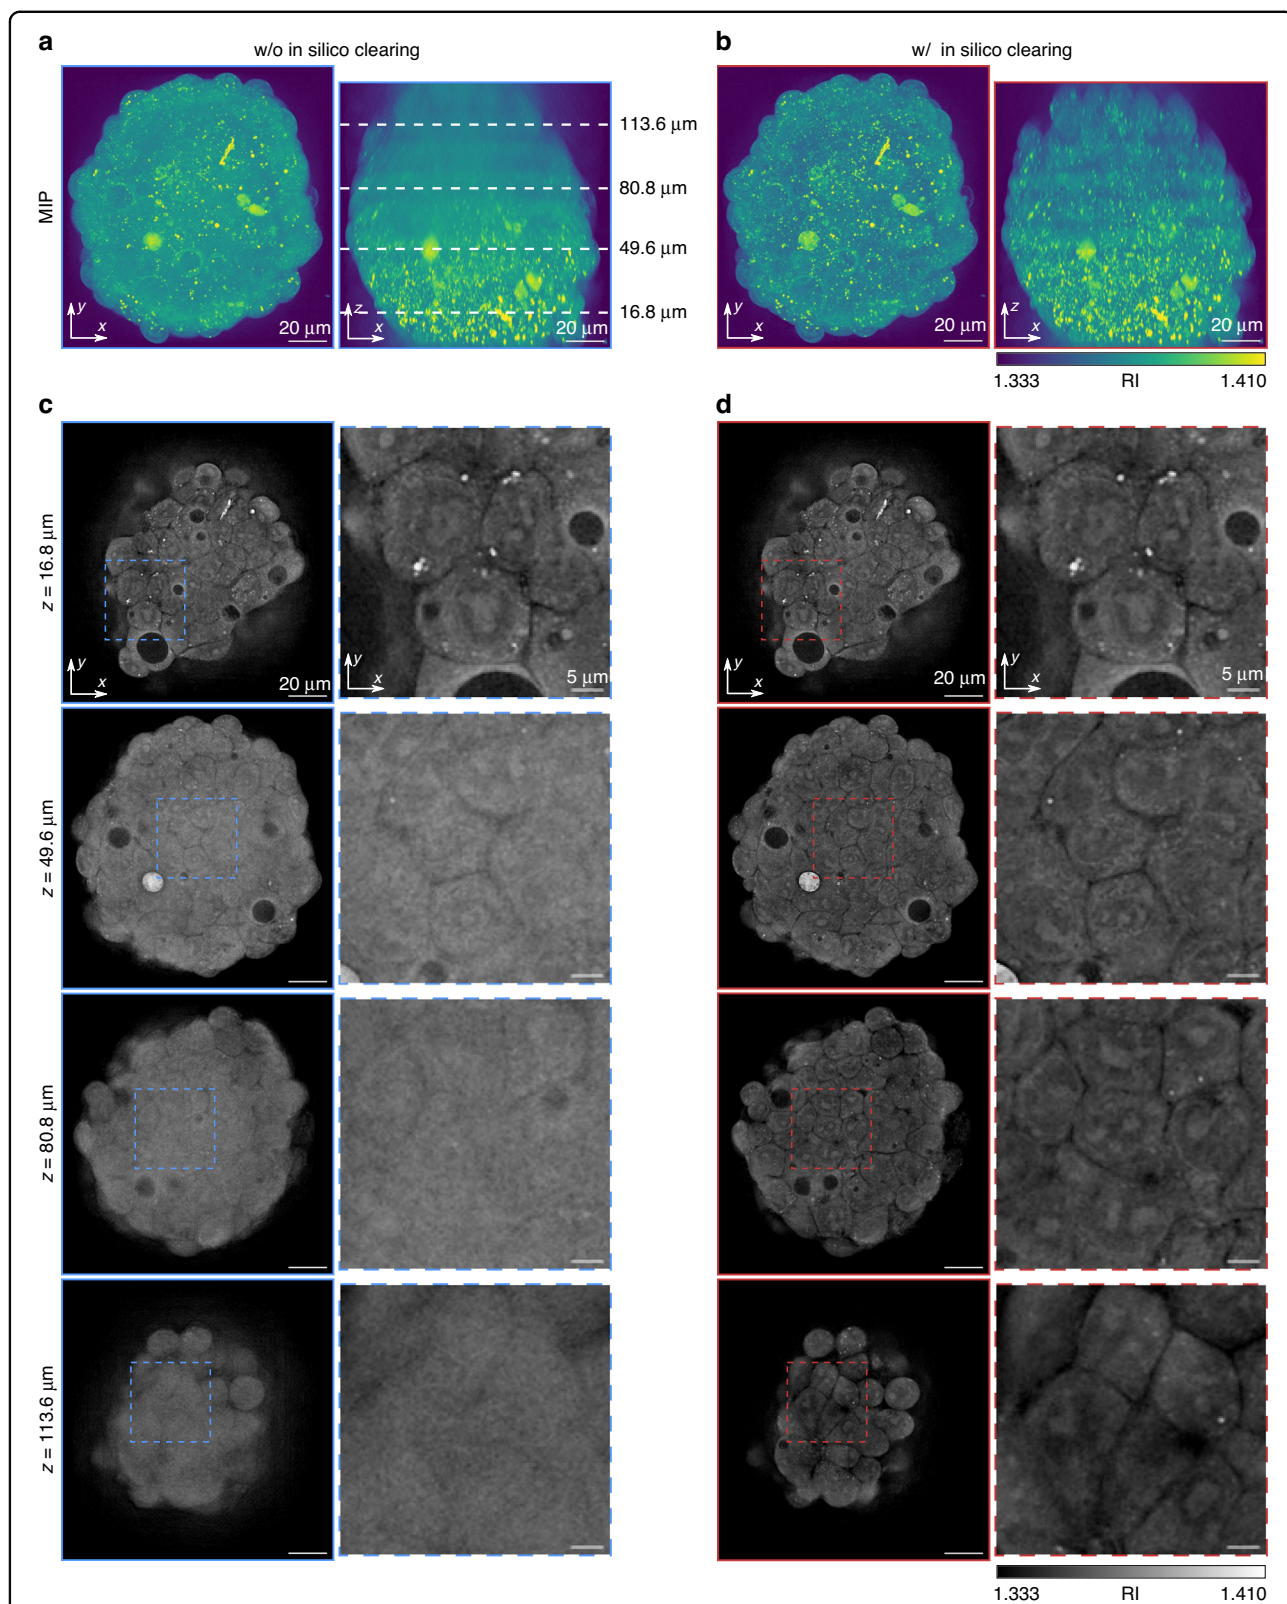 a
w/o in silico clearing
b
w/ in silico clearing
MIP
y
x
20 μm
z
x
20 μm
113.6 μm
80.8 μm
49.6 μm
16.8 μm
y
x
20 μm
z
x
20 μm
1.333 RI 1.410
c
d
z = 16.8 μm
y
x
20 μm
y
x
5 μm
y
x
20 μm
y
x
5 μm
z = 49.6 μm
z = 80.8 μm
z = 113.6 μm
1.333 RI 1.410